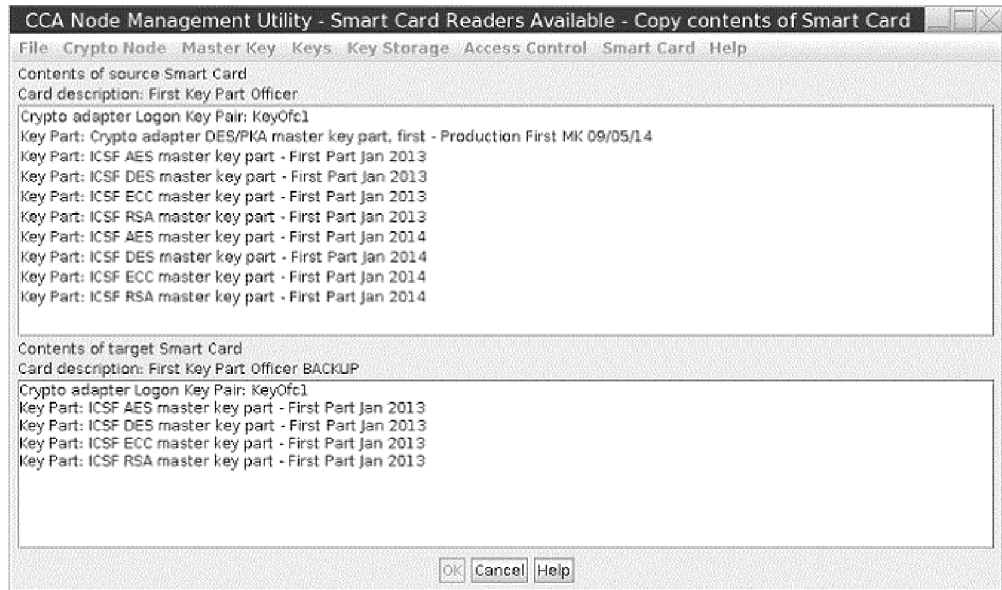 CCA Node Management Utility - Smart Card Readers Available - Copy contents of Smart Card
File Crypto Node Master Key Keys Key Storage Access Control Smart Card Help
Contents of source Smart Card
Card description: First Key Part Officer
Crypto adapter Logon Key Pair: KeyOfc1
Key Part: Crypto adapter DES/PKA master key part, first - Production First MK 09/05/14
Key Part: ICSF AES master key part - First Part Jan 2013
Key Part: ICSF DES master key part - First Part Jan 2013
Key Part: ICSF ECC master key part - First Part Jan 2013
Key Part: ICSF RSA master key part - First Part Jan 2013
Key Part: ICSF AES master key part - First Part Jan 2014
Key Part: ICSF DES master key part - First Part Jan 2014
Key Part: ICSF ECC master key part - First Part Jan 2014
Key Part: ICSF RSA master key part - First Part Jan 2014
Contents of target Smart Card
Card description: First Key Part Officer BACKUP
Crypto adapter Logon Key Pair: KeyOfc1
Key Part: ICSF AES master key part - First Part Jan 2013
Key Part: ICSF DES master key part - First Part Jan 2013
Key Part: ICSF ECC master key part - First Part Jan 2013
Key Part: ICSF RSA master key part - First Part Jan 2013
OK Cancel Help